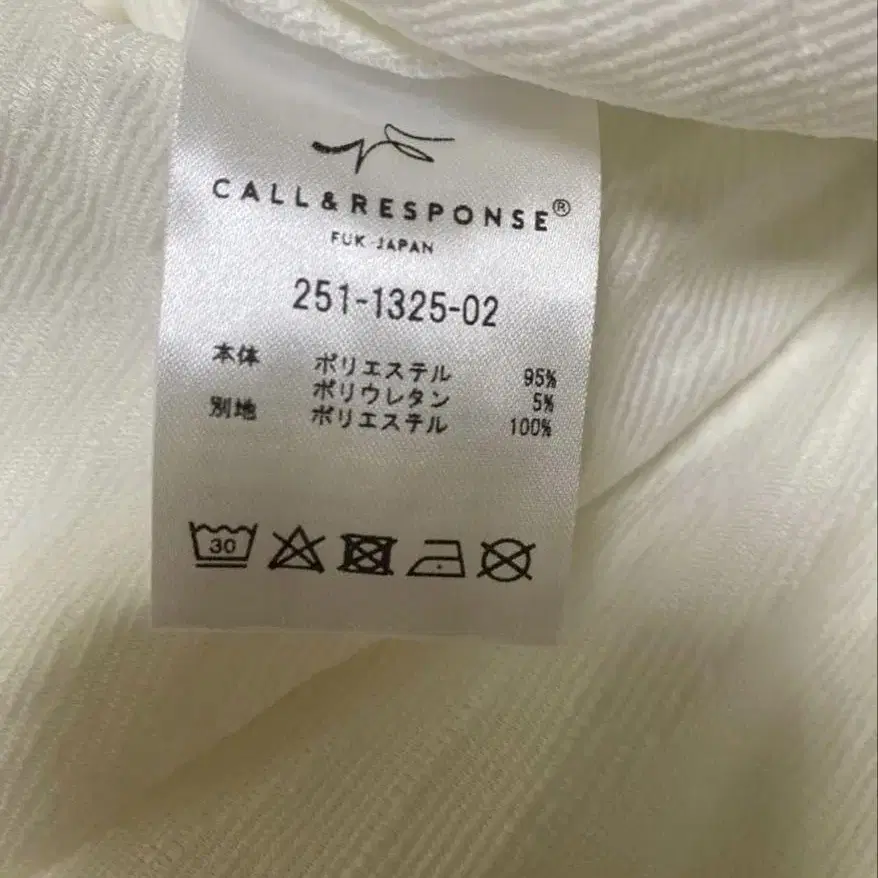 CALL&RESPONSE®
FUK JAPAN
251-1325-02
本体 ポリエステル 95%
ポリウレタン 5%
別地 ポリエステル 100%
30